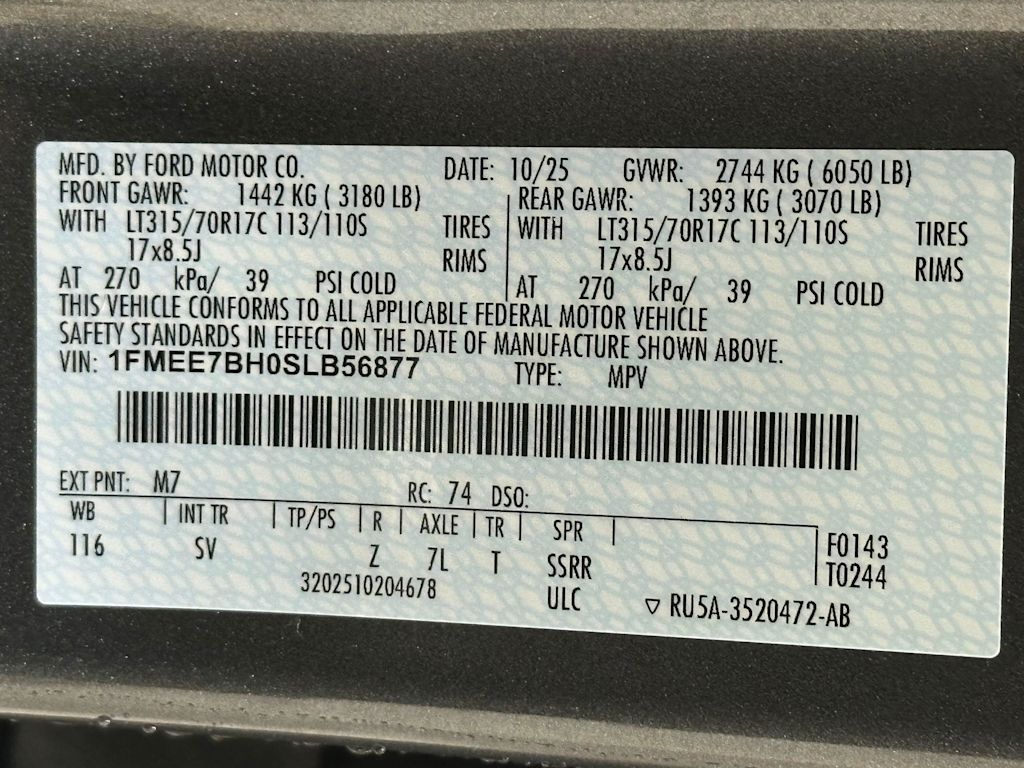 MFD. BY FORD MOTOR CO. DATE: 10/25 GVWR: 2744 KG ( 6050 LB)
FRONT GAWR: 1442 KG ( 3180 LB) REAR GAWR: 1393 KG ( 3070 LB)
WITH LT315/70R17C 113/110S TIRES WITH LT315/70R17C 113/110S TIRES
17x8.5J RIMS 17x8.5J RIMS
AT 270 kPa/ 39 PSI COLD AT 270 kPa/ 39 PSI COLD
THIS VEHICLE CONFORMS TO ALL APPLICABLE FEDERAL MOTOR VEHICLE
SAFETY STANDARDS IN EFFECT ON THE DATE OF MANUFACTURE SHOWN ABOVE.
VIN: 1FMEE7BH0SLB56877 TYPE: MPV
EXT PNT: M7 RC: 74 DSO:
WB INT TR TP/PS R AXLE TR SPR
116 SV Z 7L T SSRR F0143
T0244
3202510204678 ULC ▽ RU5A-3520472-AB